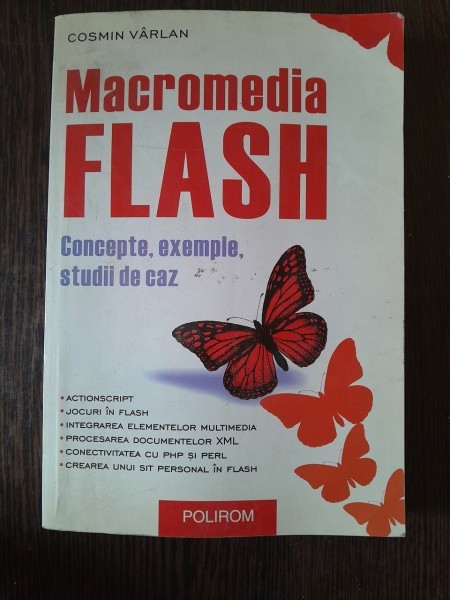 COSMIN VÂRLAN
Macromedia
FLASH
Concepte, exemple,
studii de caz
• ACTIONSCRIPT
• JOCURI ÎN FLASH
• INTEGRAREA ELEMENTELOR MULTIMEDIA
• PROCESAREA DOCUMENTELOR XML
• CONECTIVITATEA CU PHP ȘI PERL
• CREAREA UNUI SIT PERSONAL ÎN FLASH
POLIROM